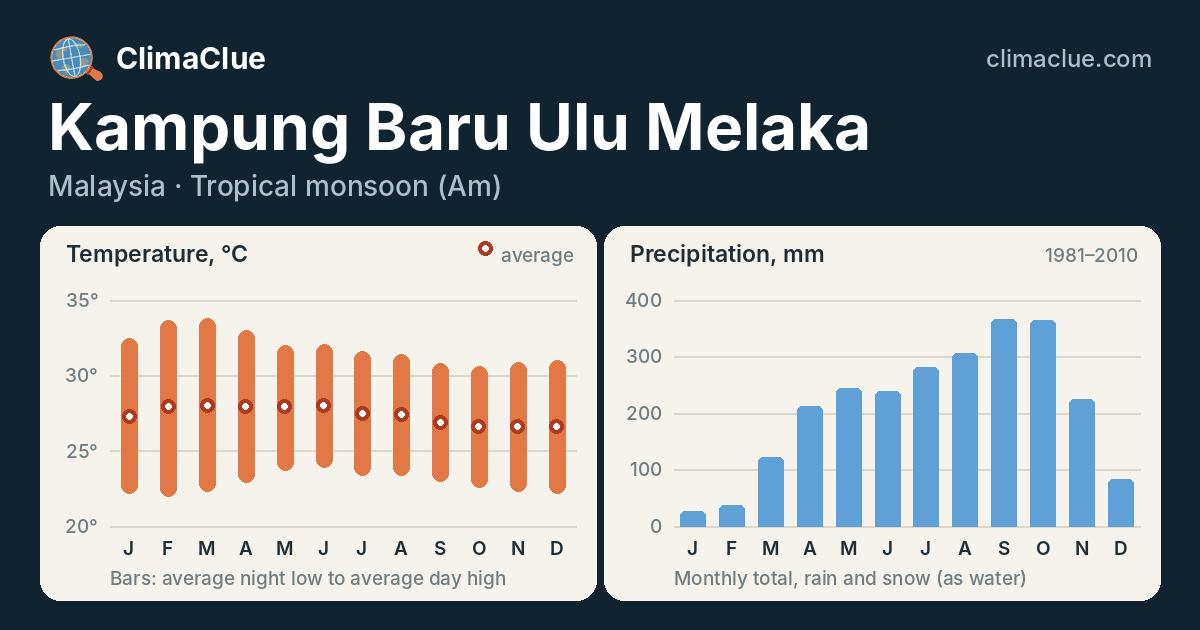 ClimaClue
climaclue.com
Kampung Baru Ulu Melaka
Malaysia · Tropical monsoon (Am)
Temperature, °C
average
35°
30°
25°
20°
J F M A M J J A S O N D
Bars: average night low to average day high
Precipitation, mm
1981–2010
400
300
200
100
0
J F M A M J J A S O N D
Monthly total, rain and snow (as water)